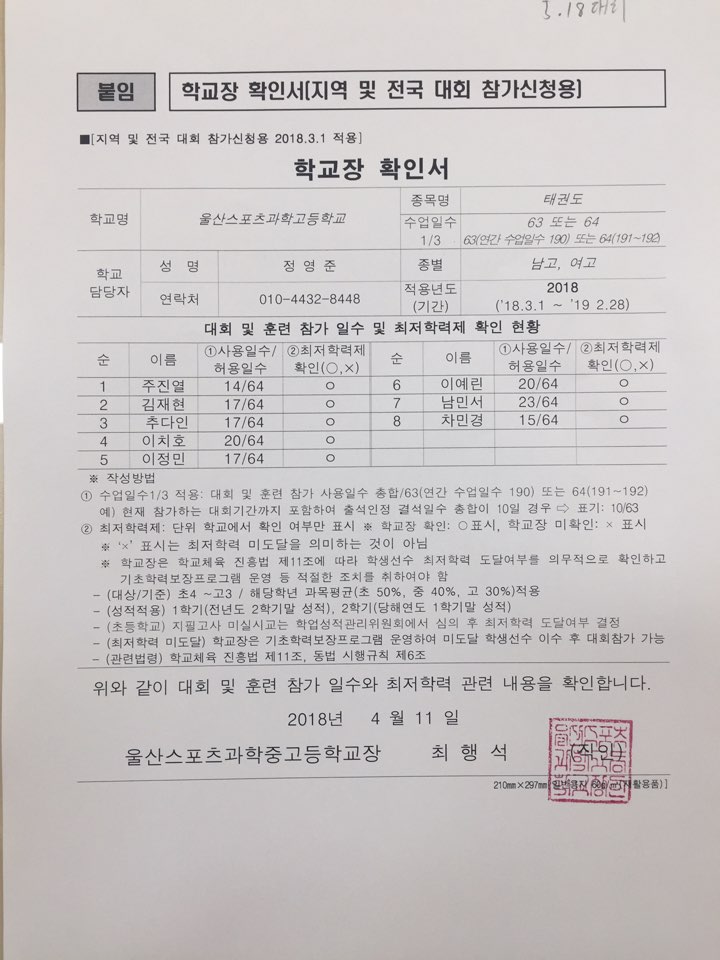 3.18대회
붙임 학교장 확인서[지역 및 전국 대회 참가신청용]
■[지역 및 전국 대회 참가신청용 2018.3.1 적용]
학교장 확인서
학교명 울산스포츠과학고등학교 종목명 태권도
수업일수 1/3 63 또는 64
63(연간 수업일수 190) 또는 64(191~192)
학교 담당자 성 명 정영준 종별 남고, 여고
연락처 010-4432-8448 적용년도 (기간) 2018
('18.3.1 ~ '19 2.28)
대회 및 훈련 참가 일수 및 최저학력제 확인 현황
순 이름 ①사용일수/허용일수 ②최저학력제 확인(○,×) 순 이름 ①사용일수/허용일수 ②최저학력제 확인(○,×)
1 주진열 14/64 ○ 6 이예린 20/64 ○
2 김재현 17/64 ○ 7 남민서 23/64 ○
3 추다인 17/64 ○ 8 차민경 15/64 ○
4 이치호 20/64 ○
5 이정민 17/64 ○
※ 작성방법
① 수업일수1/3 적용: 대회 및 훈련 참가 사용일수 총합/63(연간 수업일수 190) 또는 64(191~192)
예) 현재 참가하는 대회기간까지 포함하여 출석인정 결석일수 총합이 10일 경우 ⇨ 표기: 10/63
② 최저학력제: 단위 학교에서 확인 여부만 표시 ※ 학교장 확인: ○표시, 학교장 미확인: × 표시
※ '×' 표시는 최저학력 미도달을 의미하는 것이 아님
※ 학교장은 학교체육 진흥법 제11조에 따라 학생선수 최저학력 도달여부를 의무적으로 확인하고
기초학력보장프로그램 운영 등 적절한 조치를 취하여야 함
- (대상/기준) 초4 ~고3 / 해당학년 과목평균(초 50%, 중 40%, 고 30%)적용
- (성적적용) 1학기(전년도 2학기말 성적), 2학기(당해연도 1학기말 성적)
- (초등학교) 지필고사 미실시교는 학업성적관리위원회에서 심의 후 최저학력 도달여부 결정
- (최저학력 미도달) 학교장은 기초학력보장프로그램 운영하여 미도달 학생선수 이수 후 대회참가 가능
- (관련법령) 학교체육 진흥법 제11조, 동법 시행규칙 제6조
위와 같이 대회 및 훈련 참가 일수와 최저학력 관련 내용을 확인합니다.
2018년 4 월 11 일
울산스포츠과학중고등학교장 최 행 석 (직인)
210mm×297mm[일반용지 60g/㎡(재활용품)]